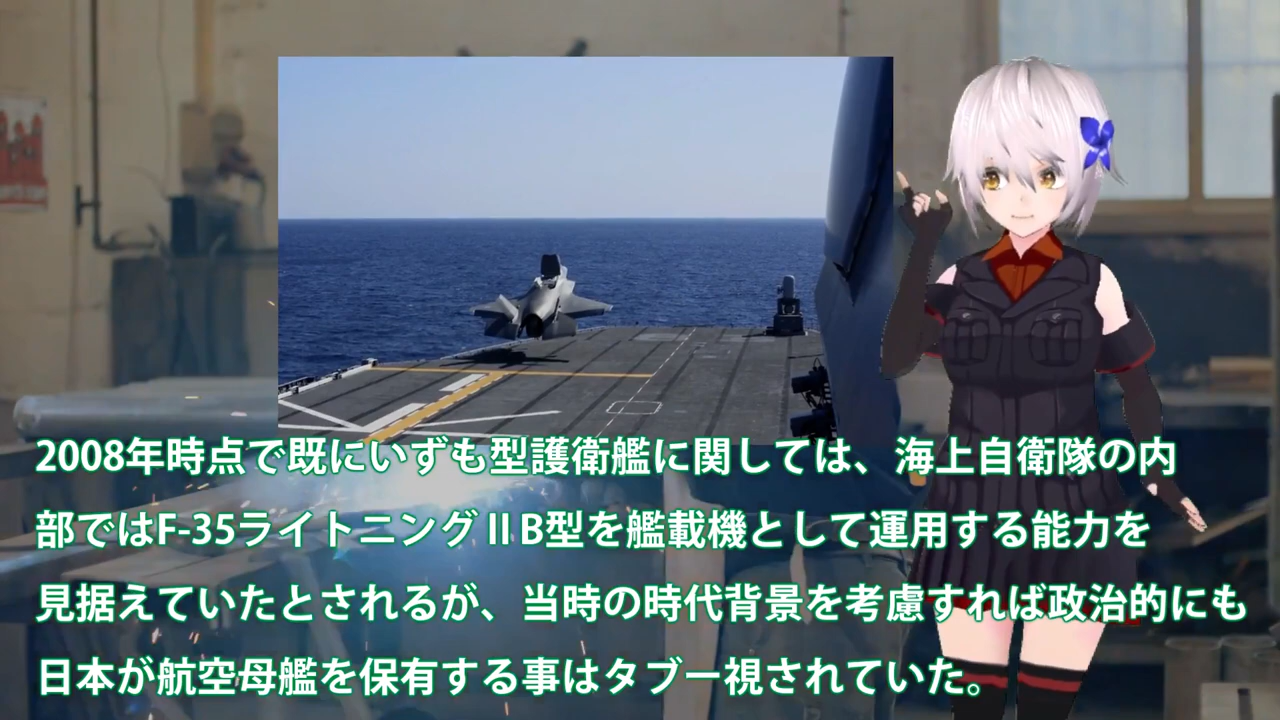 2008年時点で既にいずも型護衛艦に関しては、海上自衛隊の内
部ではF-35ライトニングⅡB型を艦載機として運用する能力を
見据えていたとされるが、当時の時代背景を考慮すれば政治的にも
日本が航空母艦を保有する事はタブー視されていた。